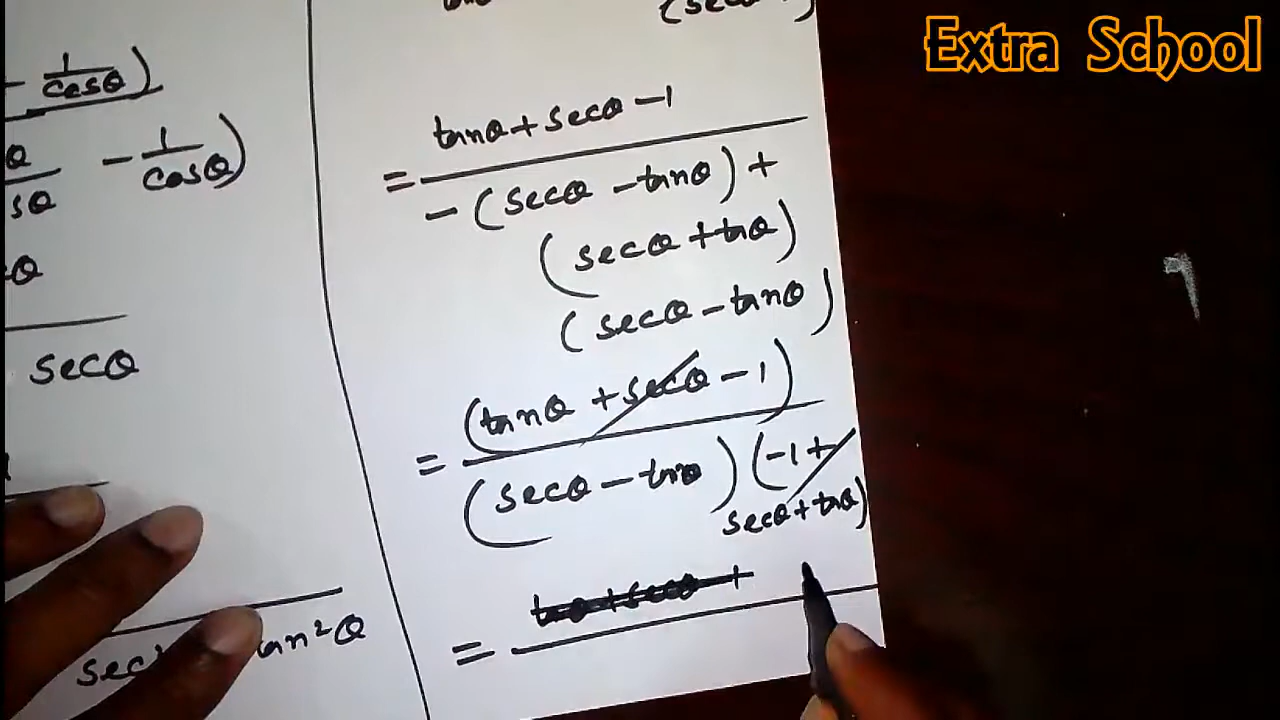 Extra School
- 1/cosθ)
- 1/cosθ)
secθ
tanθ + secθ - 1
= -(secθ - tanθ) +
(secθ + tanθ)
(secθ - tanθ)
(tanθ + secθ - 1)
= (secθ - tanθ) (-1 +
secθ + tanθ)
=